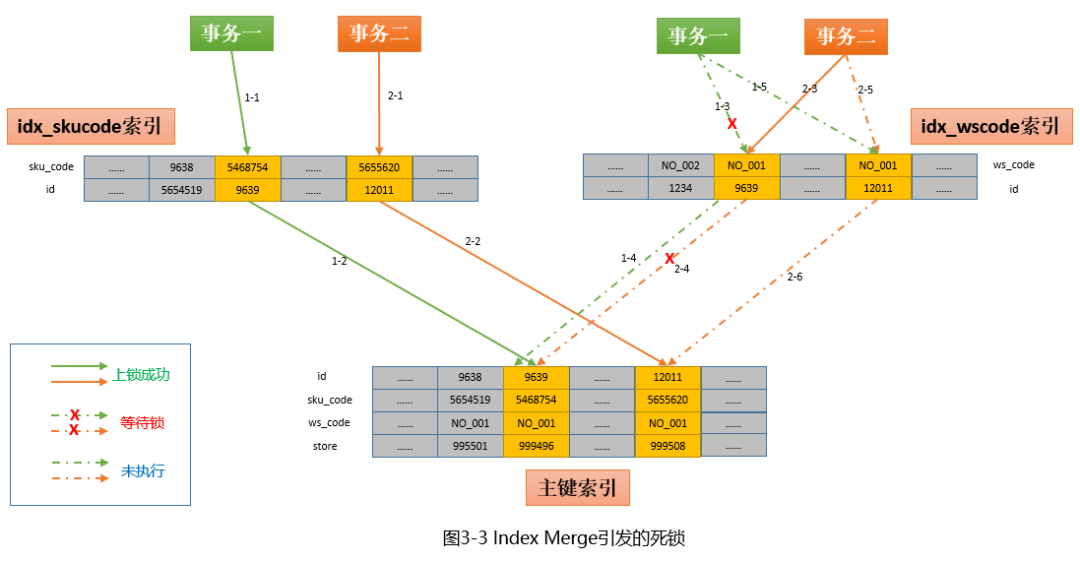 事务一
事务二
事务一
事务二
1-1
2-1
1-3
1-5
2-3
2-5
idx_skucode索引
idx_wscode索引
sku_code
...... 9638 5468754 ...... 5655620 ......
id
...... 5654519 9639 ...... 12011 ......
...... NO_002 NO_001 ...... NO_001 ......
ws_code
...... 1234 9639 ...... 12011 ......
id
1-2
2-2
1-4
X
2-4
2-6
X
上锁成功
X
X
等待锁
未执行
id
...... 9638 9639 ...... 12011 ......
sku_code
...... 5654519 5468754 ...... 5655620 ......
ws_code
...... NO_001 NO_001 ...... NO_001 ......
store
...... 995501 999496 ...... 999508 ......
主键索引
图3-3 Index Merge引发的死锁